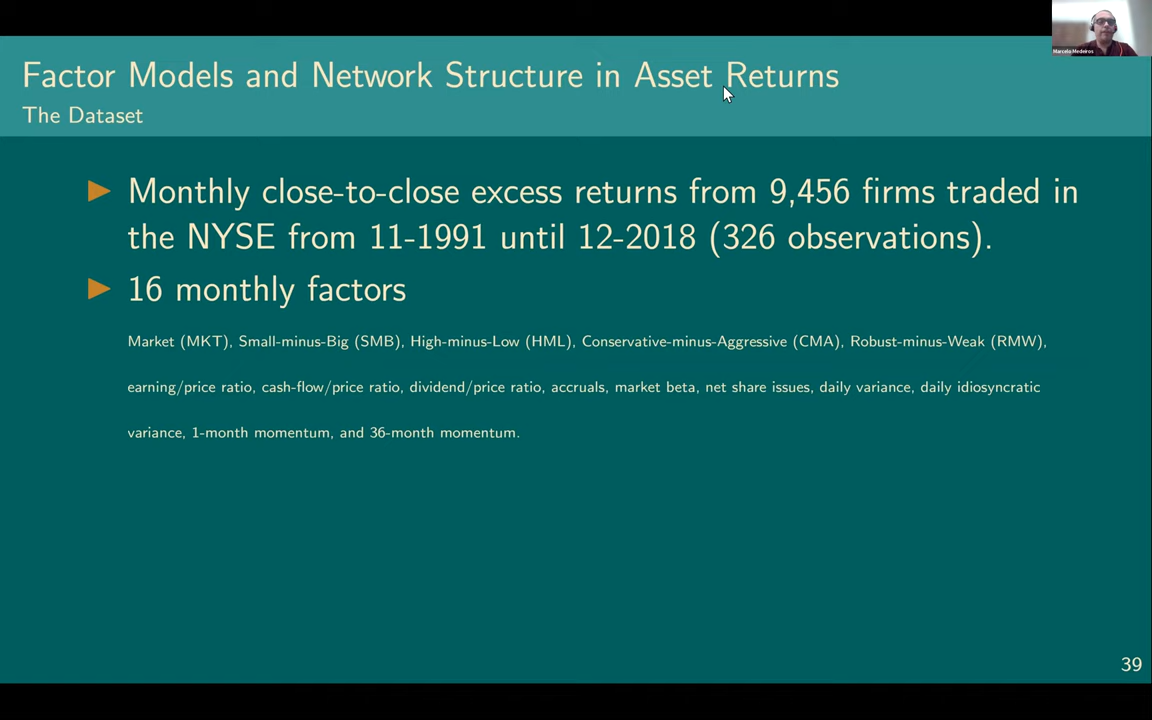 Marcelo Medeiros
Factor Models and Network Structure in Asset Returns
The Dataset
Monthly close-to-close excess returns from 9,456 firms traded in
the NYSE from 11-1991 until 12-2018 (326 observations).
16 monthly factors
Market (MKT), Small-minus-Big (SMB), High-minus-Low (HML), Conservative-minus-Aggressive (CMA), Robust-minus-Weak (RMW),
earning/price ratio, cash-flow/price ratio, dividend/price ratio, accruals, market beta, net share issues, daily variance, daily idiosyncratic
variance, 1-month momentum, and 36-month momentum.
39